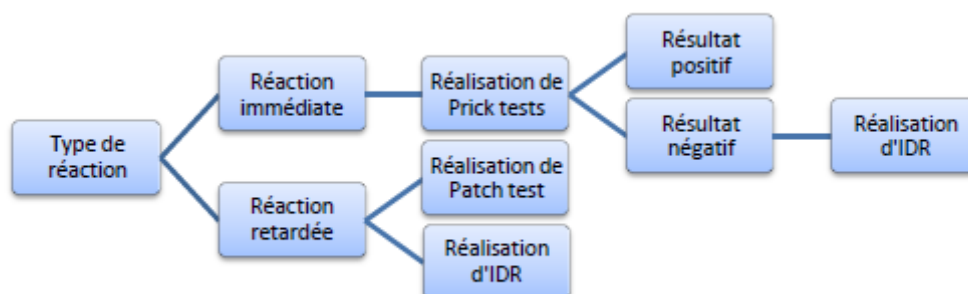 Type de
réaction
Réaction
immédiate
Réalisation de
Prick tests
Résultat
positif
Résultat
négatif
Réalisation
d'IDR
Réaction
retardée
Réalisation de
Patch test
Réalisation
d'IDR